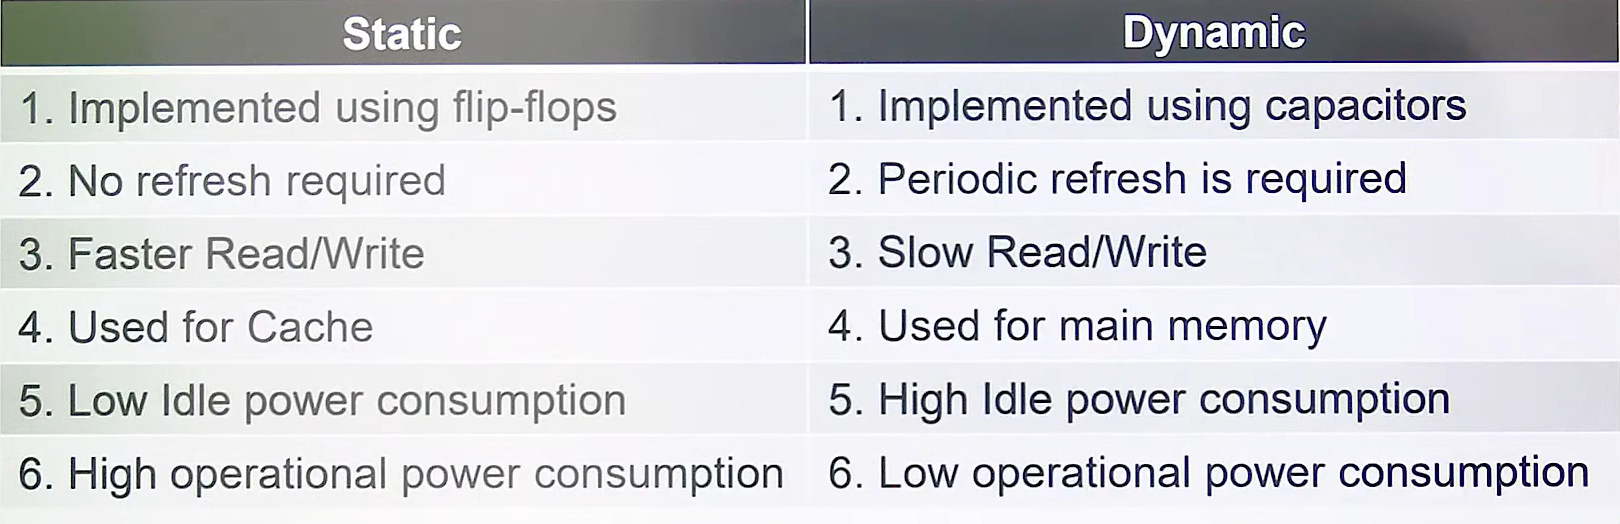 Static
Dynamic
1. Implemented using flip-flops
1. Implemented using capacitors
2. No refresh required
2. Periodic refresh is required
3. Faster Read/Write
3. Slow Read/Write
4. Used for Cache
4. Used for main memory
5. Low Idle power consumption
5. High Idle power consumption
6. High operational power consumption
6. Low operational power consumption